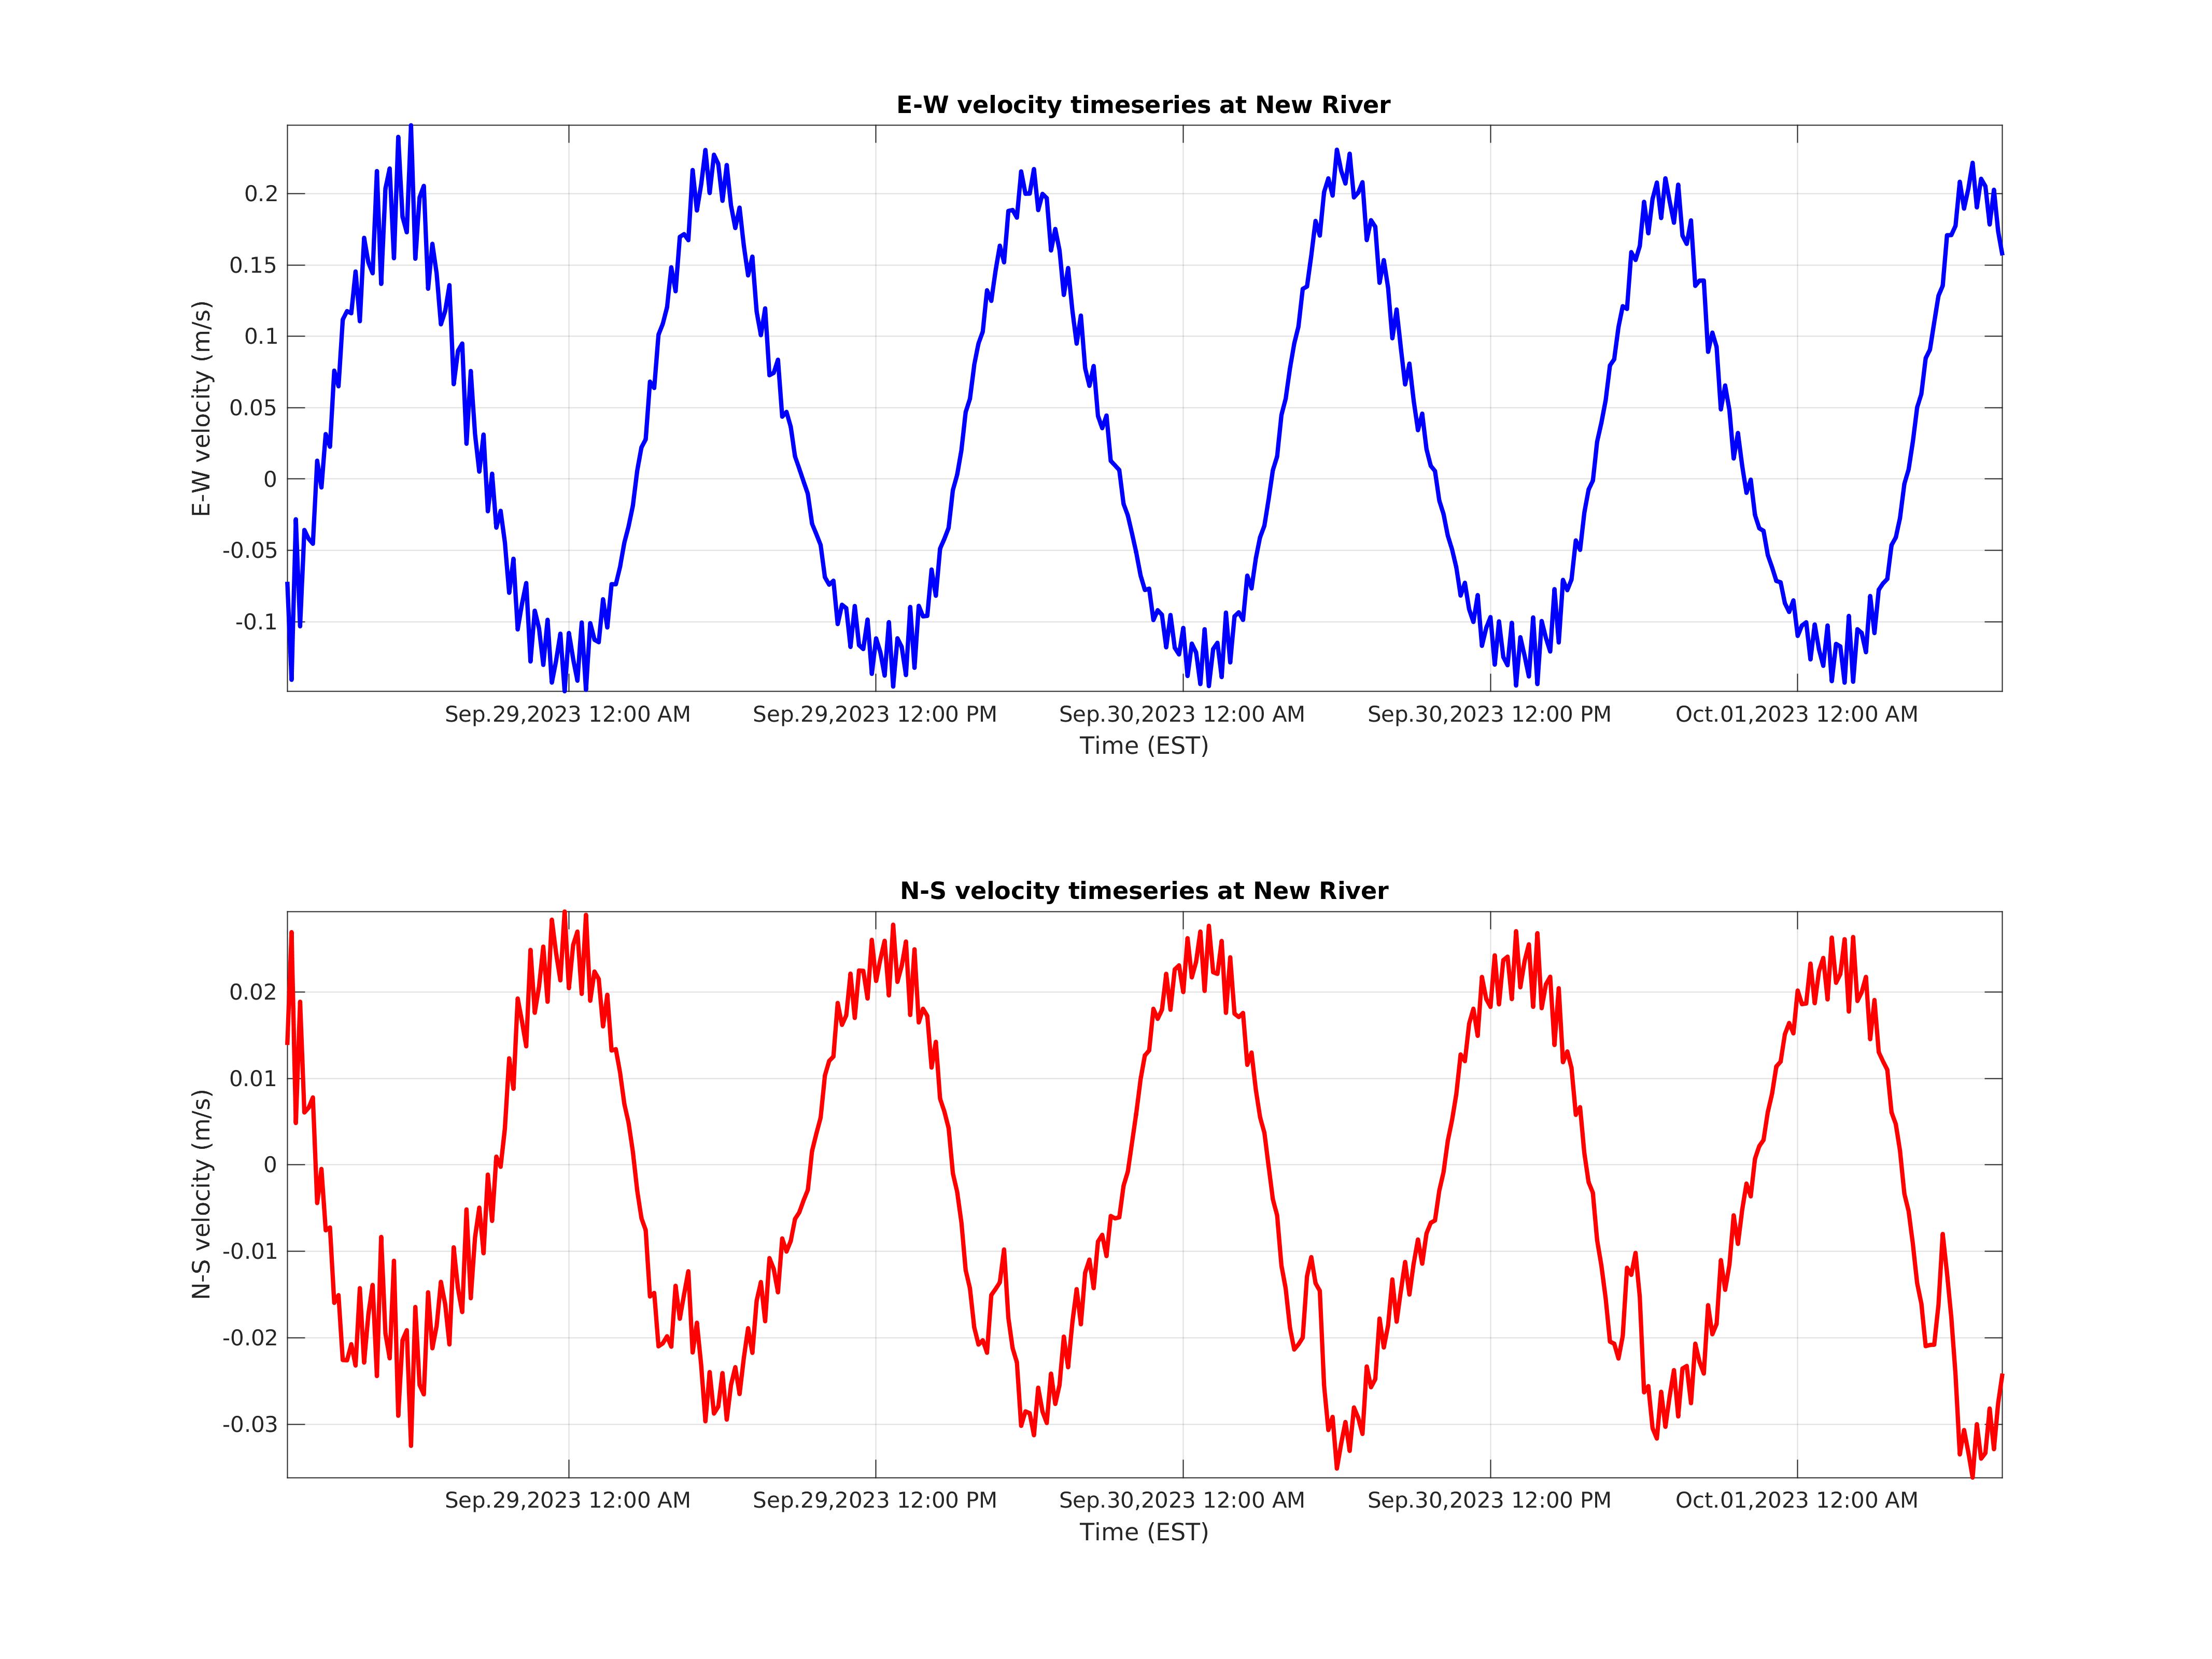 E-W velocity timeseries at New River
E-W velocity (m/s)
0.2
0.15
0.1
0.05
0
-0.05
-0.1
Sep.29,2023 12:00 AM
Sep.29,2023 12:00 PM
Sep.30,2023 12:00 AM
Sep.30,2023 12:00 PM
Oct.01,2023 12:00 AM
Time (EST)
N-S velocity timeseries at New River
N-S velocity (m/s)
0.02
0.01
0
-0.01
-0.02
-0.03
Sep.29,2023 12:00 AM
Sep.29,2023 12:00 PM
Sep.30,2023 12:00 AM
Sep.30,2023 12:00 PM
Oct.01,2023 12:00 AM
Time (EST)